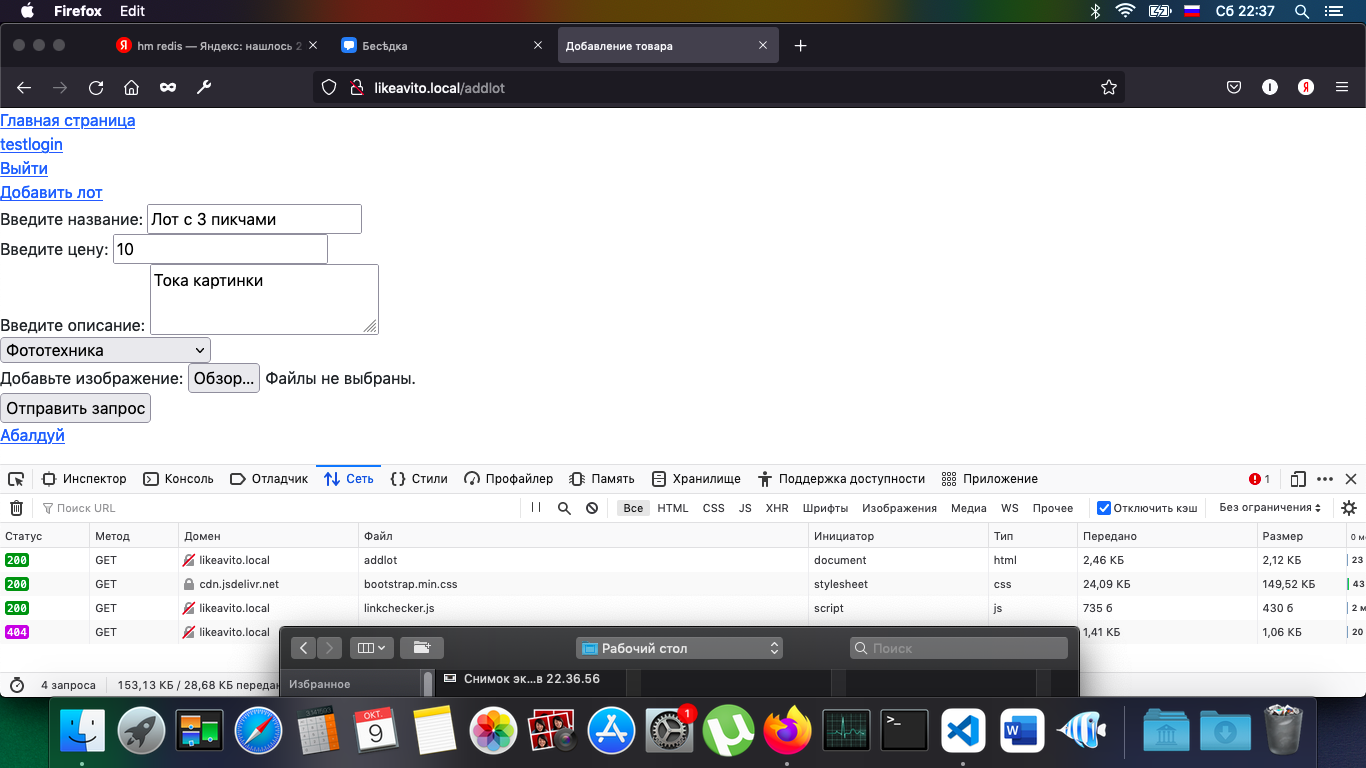 Firefox Edit Сб 22:37
hm redis — Яндекс: нашлось 2
Бесѣдка
Добавление товара
likeavito.local/addlot
Главная страница
testlogin
Выйти
Добавить лот
Введите название: Лот с 3 пикчами
Введите цену: 10
Тока картинки
Введите описание:
Фототехника
Добавьте изображение: Обзор... Файлы не выбраны.
Отправить запрос
Абалдуй
Инспектор Консоль Отладчик Сеть Стили Профайлер Память Хранилище Поддержка доступности Приложение 1
Поиск URL Все HTML CSS JS XHR Шрифты Изображения Медиа WS Прочее Отключить кэш Без ограничения
Статус Метод Домен Файл Инициатор Тип Передано Размер 0 м
200 GET likeavito.local addlot document html 2,46 КБ 2,12 КБ 23
200 GET cdn.jsdelivr.net bootstrap.min.css stylesheet css 24,09 КБ 149,52 КБ 43
200 GET likeavito.local linkchecker.js script js 735 б 430 б 2 м
404 GET likeavito.local 1,41 КБ 1,06 КБ 20
Рабочий стол Поиск
4 запроса 153,13 КБ / 28,68 КБ передан
Избранное
Снимок эк...в 22.36.56
ОКТ
9
1